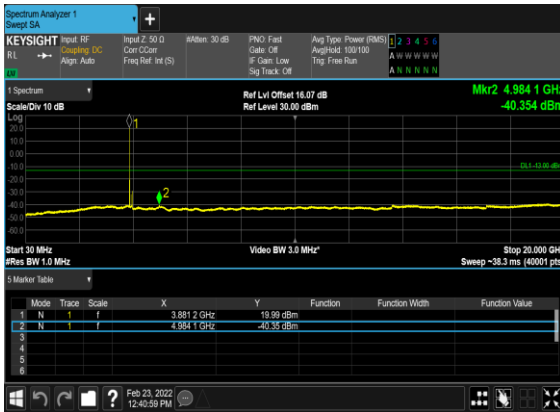 Spectrum Analyzer 1
Swept SA
+
KEYSIGHT Input: RF Input Z: 50 Ω #Atten: 30 dB PNO: Fast Avg Type: Power (RMS) 1 2 3 4 5 6
RL Coupling: DC Corr CCorr Gate: Off Avg|Hold: 100/100 A W W W W W
Align: Auto Freq Ref: Int (S) IF Gain: Low Trig: Free Run
Sig Track: Off A N N N N N
1 Spectrum Ref Lvl Offset 16.07 dB Mkr2 4.984 1 GHz
Scale/Div 10 dB Ref Level 30.00 dBm -40.354 dBm
Log
20.0 1
10.0
0.00
-10.0 DL1 -13.00 dBm
-20.0
-30.0 2
-40.0
-50.0
-60.0
Start 30 MHz Video BW 3.0 MHz* Stop 20.000 GH
#Res BW 1.0 MHz Sweep ~38.3 ms (40001 pts
5 Marker Table
Mode Trace Scale X Y Function Function Width Function Value
1 N 1 f 3.881 2 GHz 19.99 dBm
2 N 1 f 4.984 1 GHz -40.35 dBm
3
4
5
6
? Feb 23, 2022
12:40:59 PM